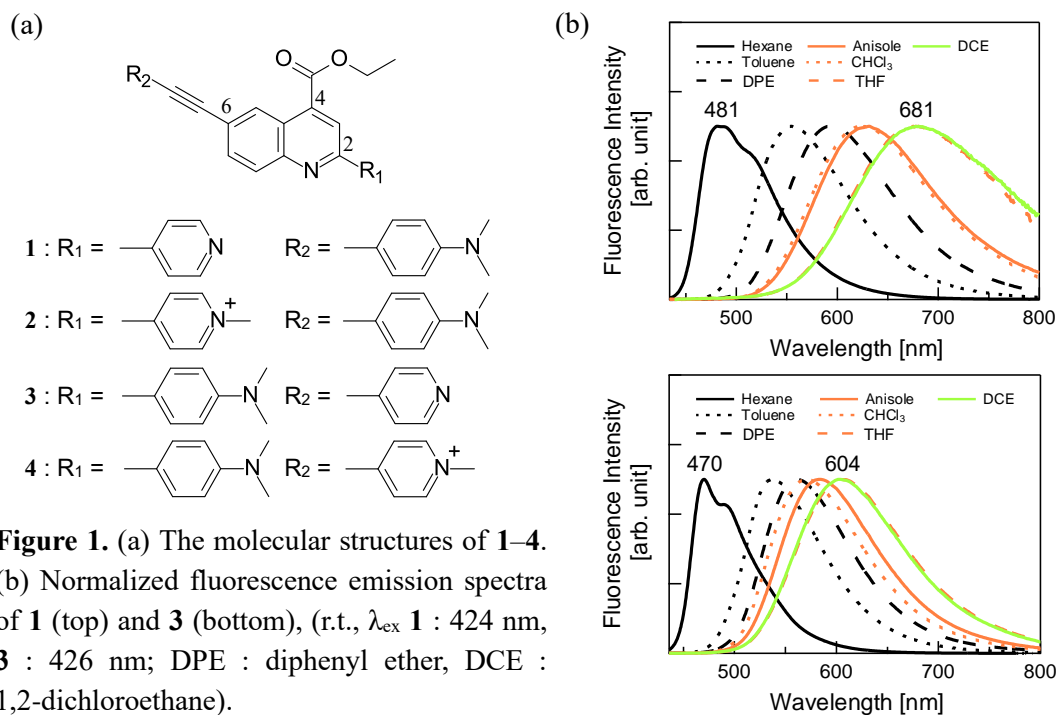 (a)
O
O
R2
4
6
2
N
R1
1 : R1 =
N
R2 =
N
2 : R1 =
N
+
R2 =
N
3 : R1 =
N
R2 =
N
4 : R1 =
N
R2 =
N
+
Figure 1. (a) The molecular structures of 1–4.
(b) Normalized fluorescence emission spectra
of 1 (top) and 3 (bottom), (r.t., λex 1 : 424 nm,
3 : 426 nm; DPE : diphenyl ether, DCE :
1,2-dichloroethane).
(b)
Hexane Anisole DCE
Toluene CHCl3
DPE THF
481 681
Fluorescence Intensity
[arb. unit]
500 600 700 800
Wavelength [nm]
Hexane Anisole DCE
Toluene CHCl3
DPE THF
470 604
Fluorescence Intensity
[arb. unit]
500 600 700 800
Wavelength [nm]